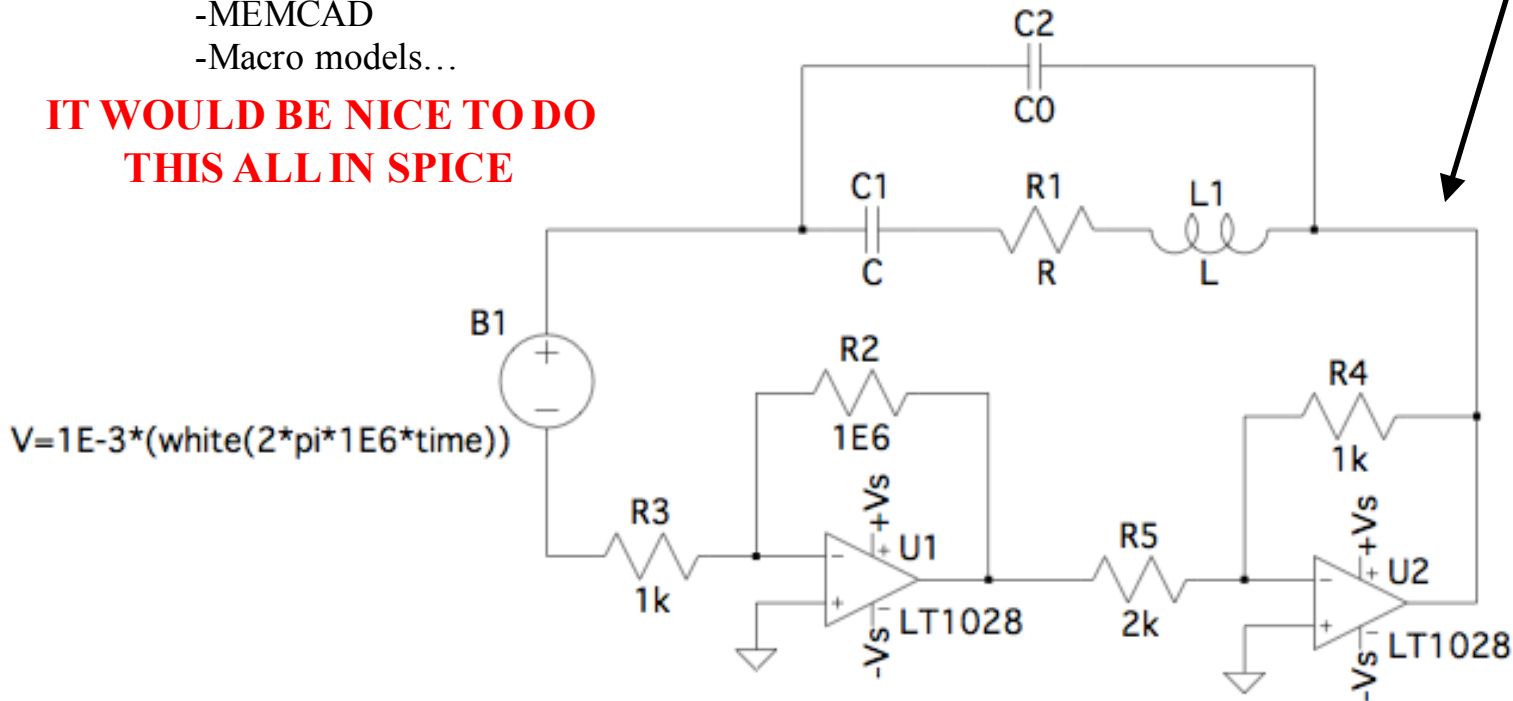 -MEMCAD
-Macro models…
IT WOULD BE NICE TO DO
THIS ALL IN SPICE
C2
C0
C1
C
R1
R
L1
L
B1
+
−
V=1E-3*(white(2*pi*1E6*time))
R2
1E6
R3
1k
+Vs
U1
LT1028
-Vs
R4
1k
R5
2k
+Vs
U2
LT1028
-Vs